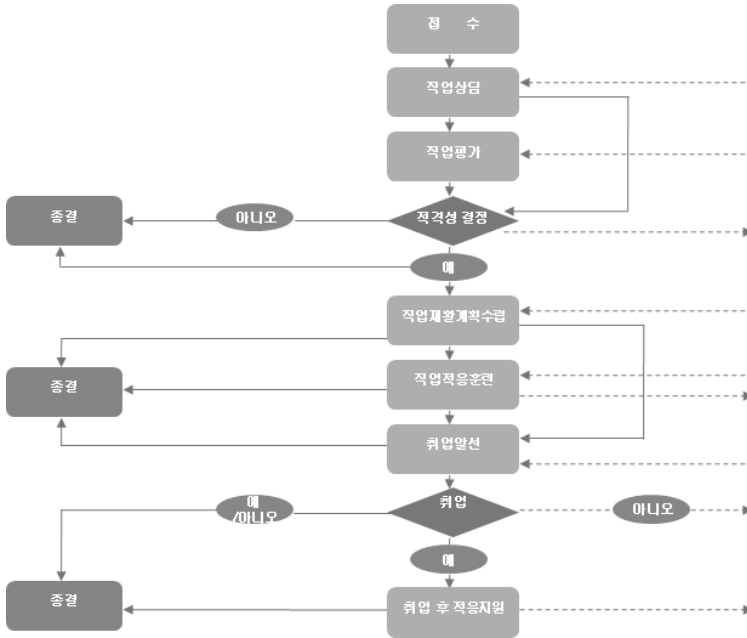 접 수
직업상담
직업평가
종결
아니오
적격성 결정
예
직업재활계획수립
종결
직업적응훈련
취업알선
예
/아니오
취업
아니오
예
종결
취업 후 적응지원